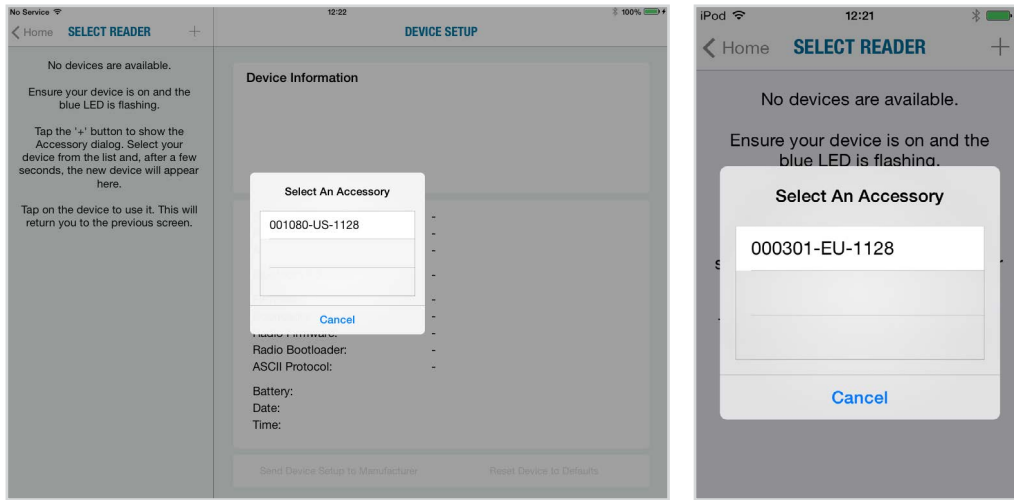 No Service 12:22 100%
Home SELECT READER + DEVICE SETUP
No devices are available.
Ensure your device is on and the
blue LED is flashing.
Tap the '+' button to show the
Accessory dialog. Select your
device from the list and, after a few
seconds, the new device will appear
here.
Tap on the device to use it. This will
return you to the previous screen.
Device Information
Select An Accessory
001080-US-1128
Cancel
-
-
-
-
-
-
-
Radio Bootloader: -
ASCII Protocol: -
Battery:
Date:
Time:
Send Device Setup to Manufacturer Reset Device to Defaults
iPod 12:21
Home SELECT READER +
No devices are available.
Ensure your device is on and the
blue LED is flashing.
Select An Accessory
000301-EU-1128
Cancel